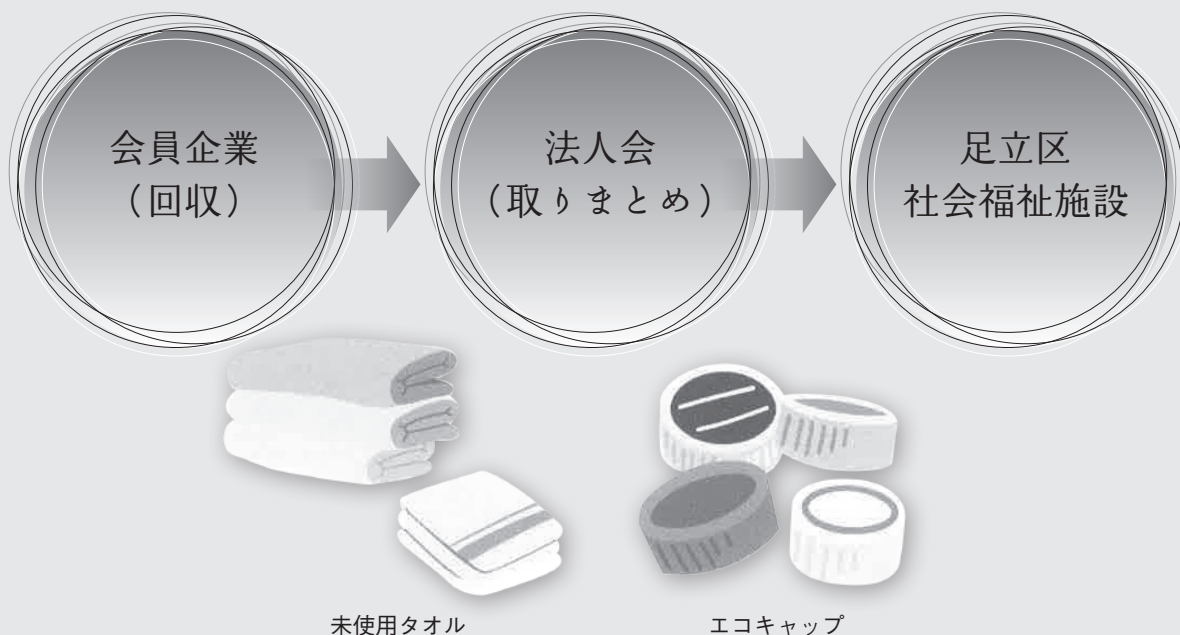 会員企業
（回収）
法人会
（取りまとめ）
足立区
社会福祉施設
未使用タオル
エコキャップ